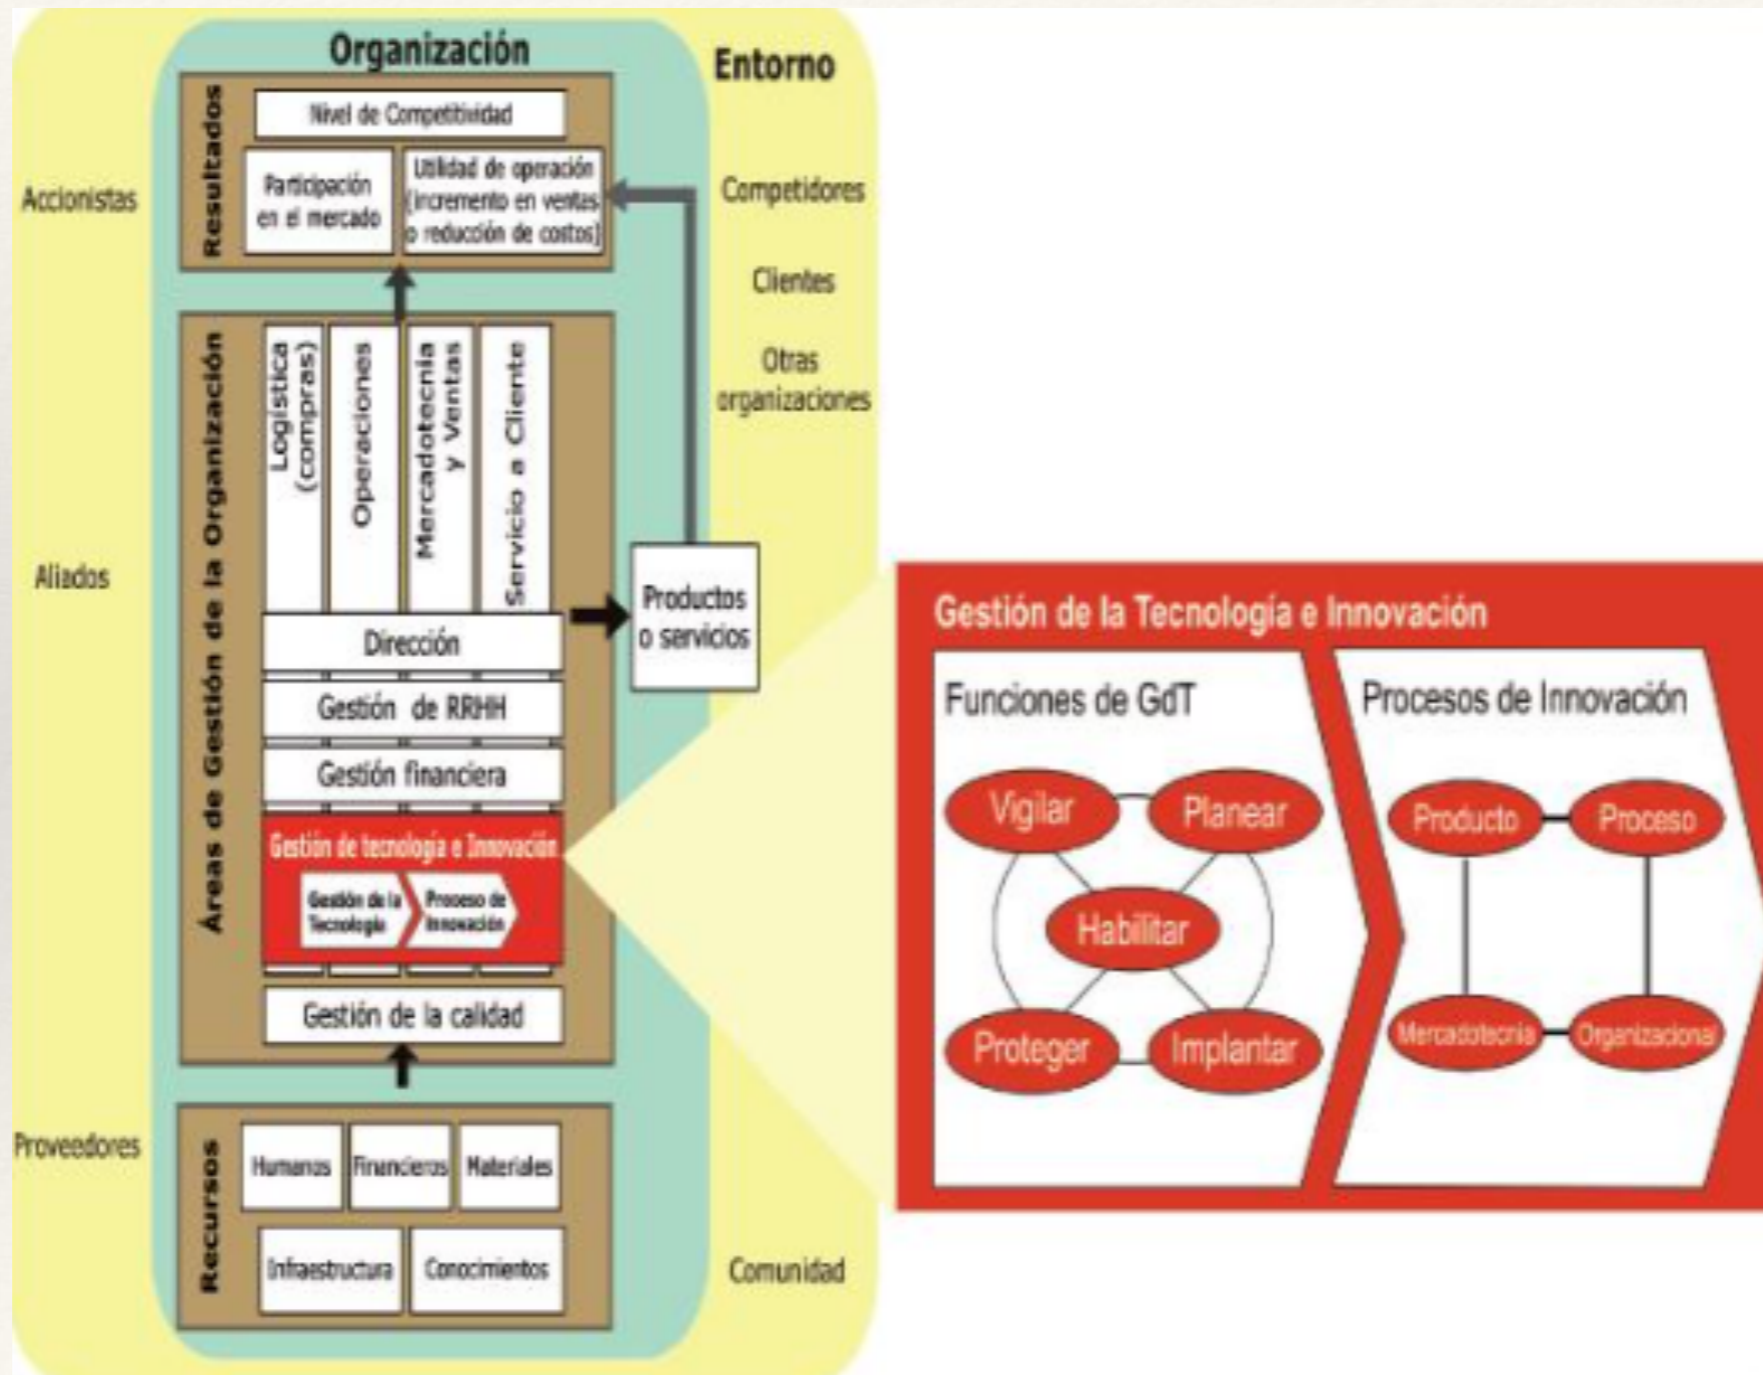 Organización
Entorno
Resultados
Nivel de Competitividad
Participación
en el mercado
Utilidad de operación
(incremento en ventas
o reducción de costos)
Accionistas
Aliados
Proveedores
Competidores
Clientes
Otras
organizaciones
Comunidad
Áreas de Gestión de la Organización
Logística
(compras)
Operaciones
Mercadotecnia
y Ventas
Servicio a Cliente
Dirección
Gestión de RRHH
Gestión financiera
Gestión de tecnología e Innovación
Gestión de la
Tecnología
Proceso de
Innovación
Gestión de la calidad
Productos
o servicios
Recursos
Humanos
Financieros
Materiales
Infraestructura
Conocimientos
Gestión de la Tecnología e Innovación
Funciones de GdT
Vigilar
Planear
Habilitar
Proteger
Implantar
Procesos de Innovación
Producto
Proceso
Mercadotecnia
Organizacional